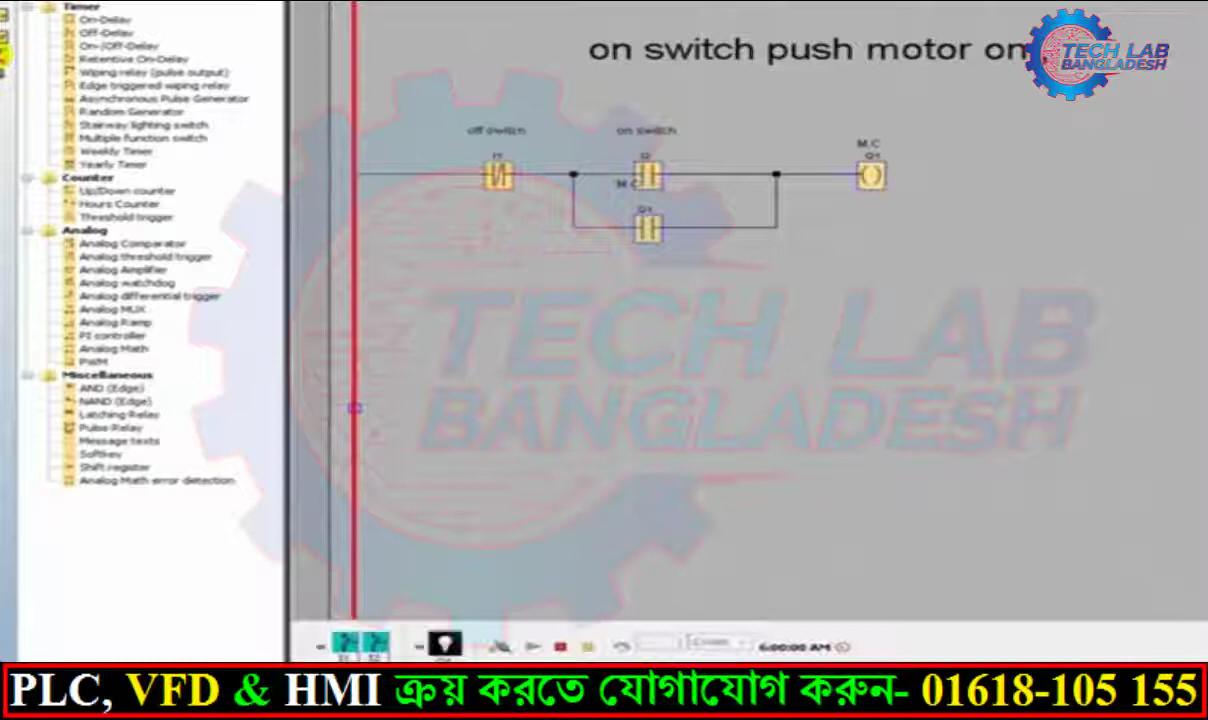 Timer
On-Delay
Off-Delay
On-/Off-Delay
Retentive On-Delay
Wiping relay (pulse output)
Edge triggered wiping relay
Asynchronous Pulse Generator
Random Generator
Stairway lighting switch
Multiple function switch
Weekly Timer
Yearly Timer
Counter
Up/Down counter
Hours Counter
Threshold trigger
Analog
Analog Comparator
Analog threshold trigger
Analog Amplifier
Analog watchdog
Analog differential trigger
Analog MUX
Analog Ramp
PI controller
Analog Math
PWM
Miscellaneous
AND (Edge)
NAND (Edge)
Latching Relay
Pulse Relay
Message texts
Softkey
Shift register
Analog Math error detection
on switch push motor on
TECH LAB
BANGLADESH
off switch
on switch
M.C
I1
I2
Q1
M.C
Q1
TECH LAB
BANGLADESH
6:00:00 AM
PLC, VFD & HMI ক্রয় করতে যোগাযোগ করুন- 01618-105 155